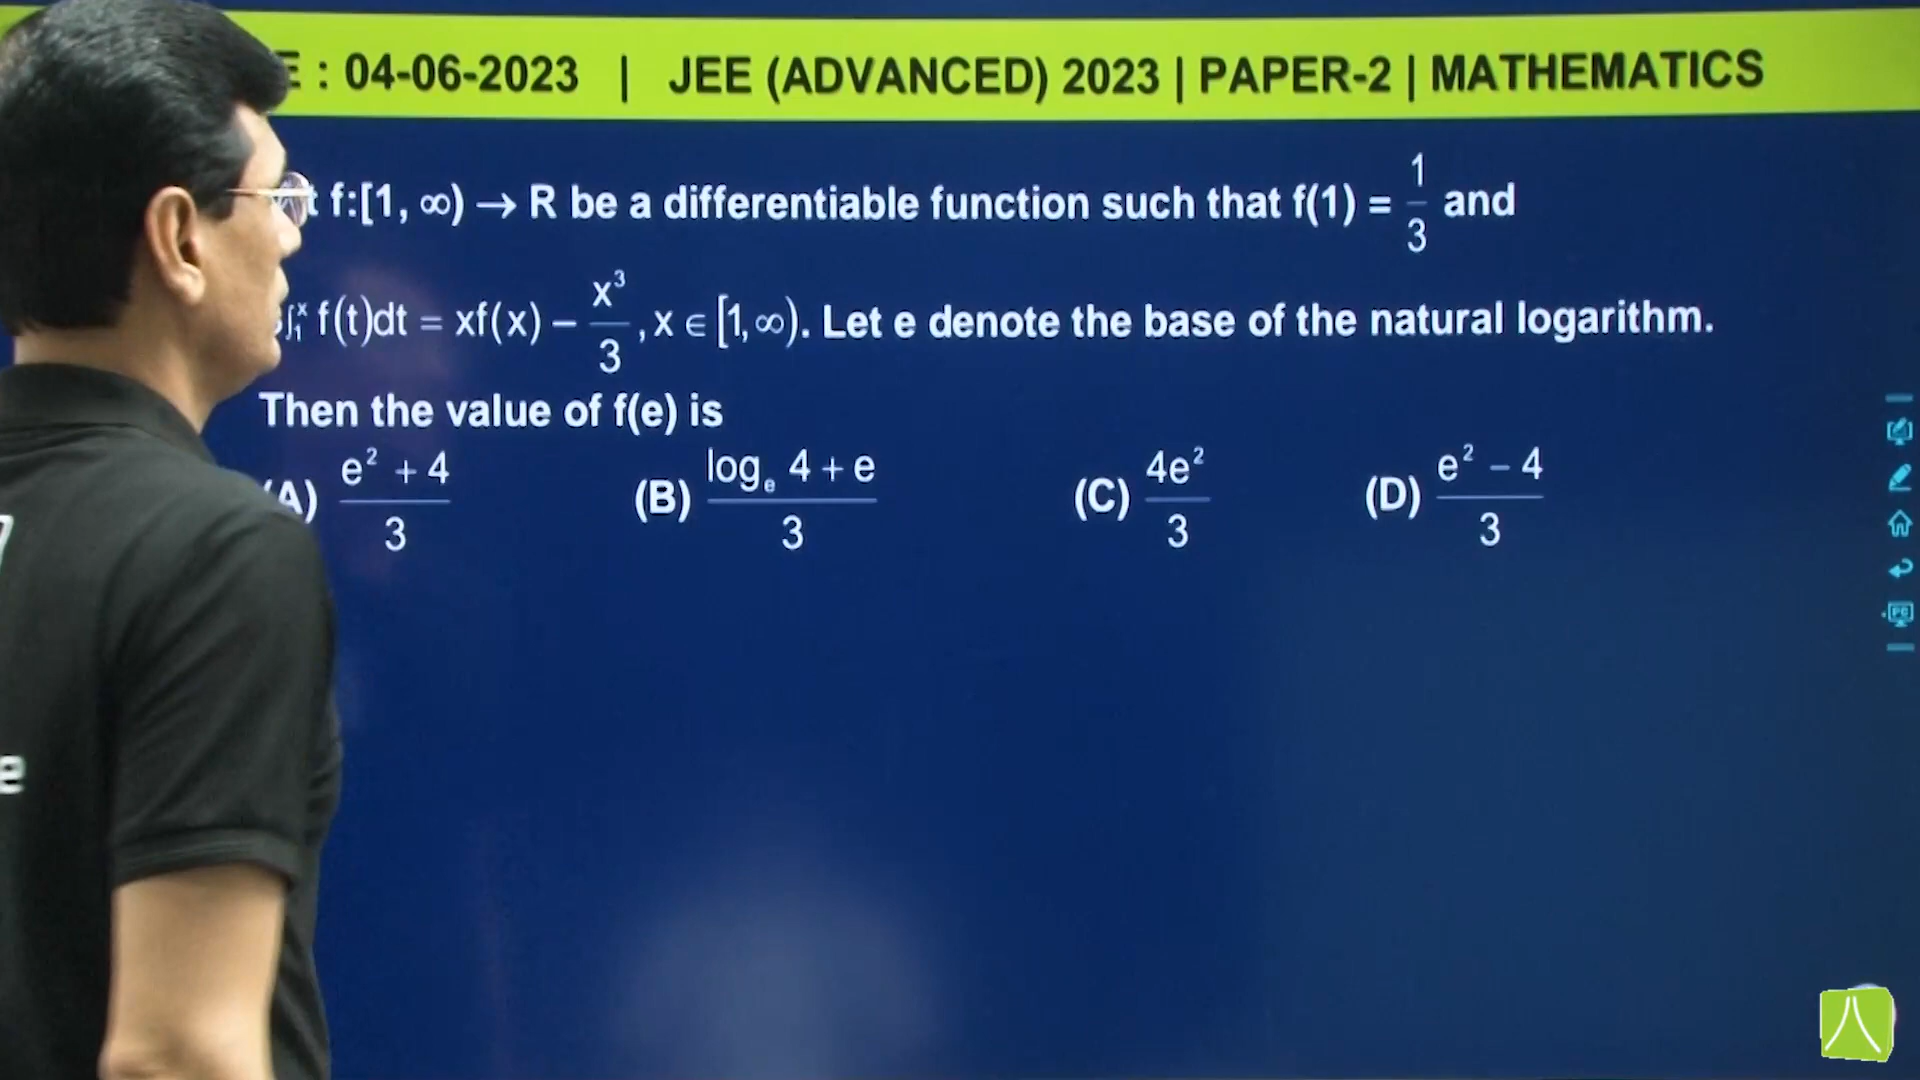 E : 04-06-2023 | JEE (ADVANCED) 2023 | PAPER-2 | MATHEMATICS
t f:[1, ∞) → R be a differentiable function such that f(1) = 1/3 and
∫₁ˣ f(t)dt = xf(x) − x³/3, x ∈ [1, ∞). Let e denote the base of the natural logarithm.
Then the value of f(e) is
(A) e² + 4/3 (B) logₑ 4 + e/3 (C) 4e²/3 (D) e² − 4/3
e
PC